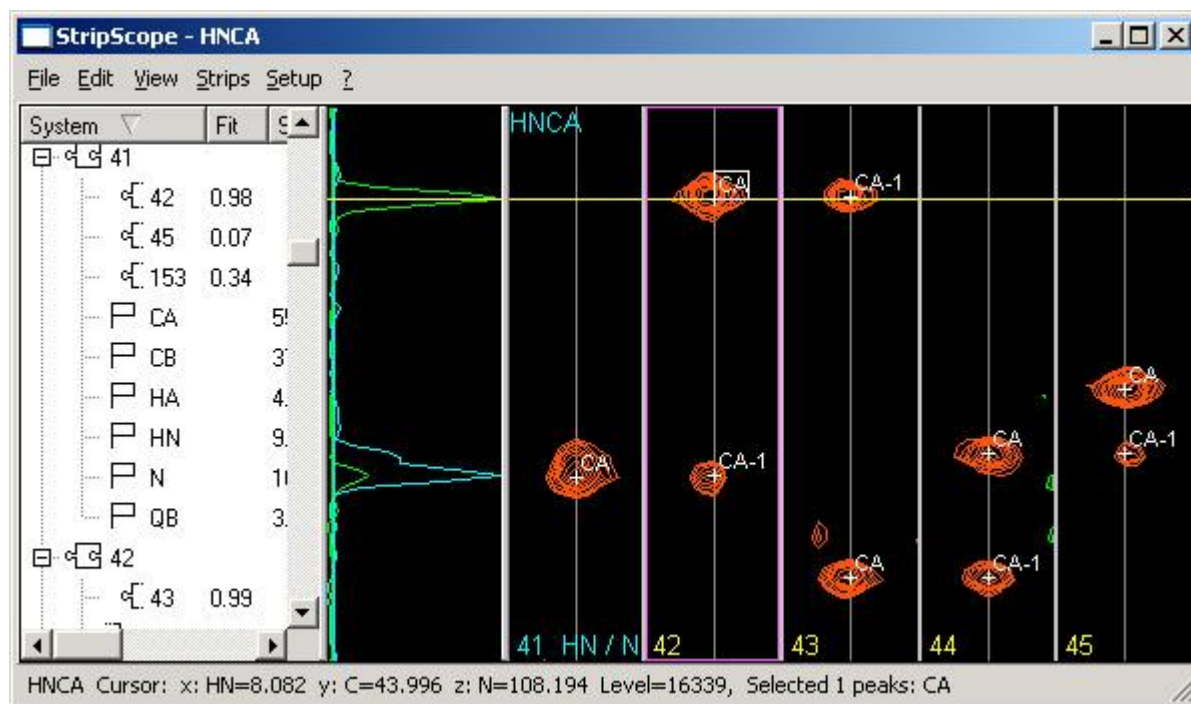 StripScope - HNCA
File Edit View Strips Setup ?
System Fit
41
42 0.98
45 0.07
153 0.34
CA
CB
HA 4.
HN 9.
N
QB 3.
42
43 0.99
HNCA
CA
CA-1
CA
CA-1
CA
CA-1
CA
CA
CA-1
41 HN / N 42 43 44 45
HNCA Cursor: x: HN=8.082 y: C=43.996 z: N=108.194 Level=16339, Selected 1 peaks: CA